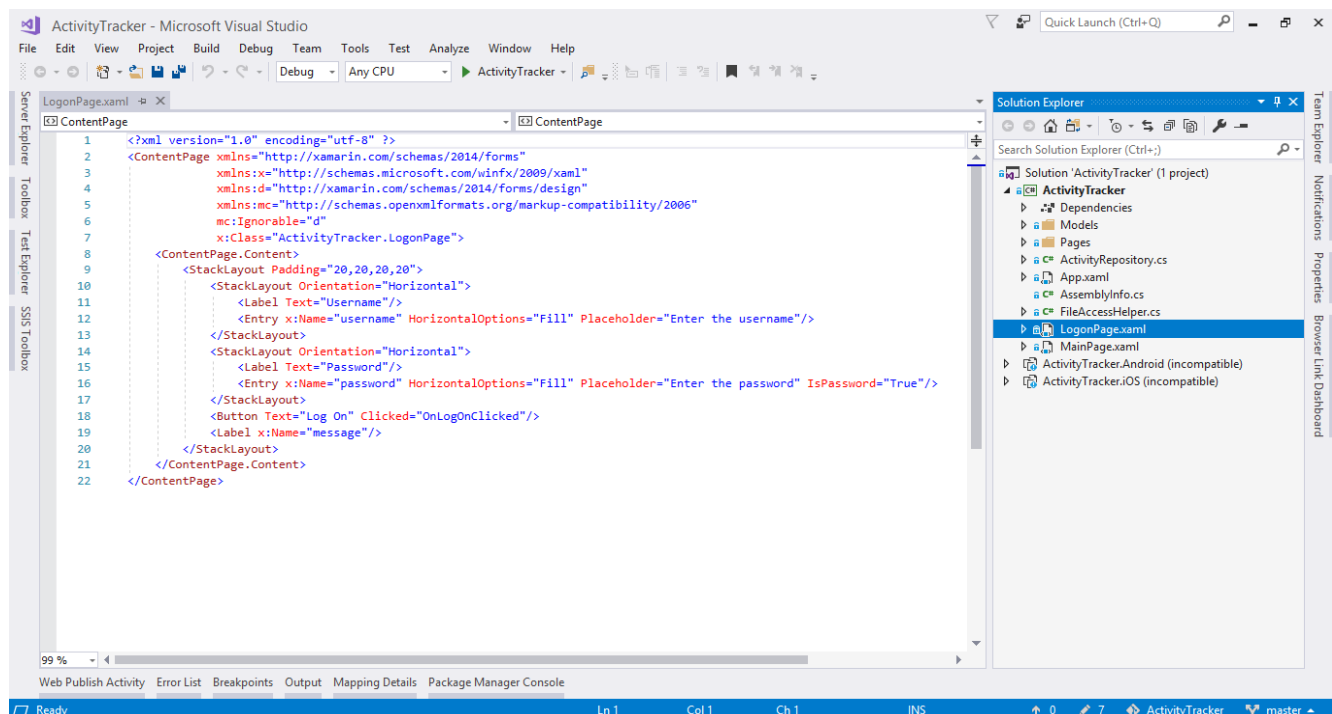 ActivityTracker - Microsoft Visual Studio
Quick Launch (Ctrl+Q)
File Edit View Project Build Debug Team Tools Test Analyze Window Help
Debug Any CPU ActivityTracker
Server Explorer
Toolbox
Test Explorer
SSIS Toolbox
LogonPage.xaml
ContentPage ContentPage
1 <?xml version="1.0" encoding="utf-8" ?>
2 <ContentPage xmlns="http://xamarin.com/schemas/2014/forms"
3 xmlns:x="http://schemas.microsoft.com/winfx/2009/xaml"
4 xmlns:d="http://xamarin.com/schemas/2014/forms/design"
5 xmlns:mc="http://schemas.openxmlformats.org/markup-compatibility/2006"
6 mc:Ignorable="d"
7 x:Class="ActivityTracker.LogonPage">
8 <ContentPage.Content>
9 <StackLayout Padding="20,20,20,20">
10 <StackLayout Orientation="Horizontal">
11 <Label Text="Username"/>
12 <Entry x:Name="username" HorizontalOptions="Fill" Placeholder="Enter the username"/>
13 </StackLayout>
14 <StackLayout Orientation="Horizontal">
15 <Label Text="Password"/>
16 <Entry x:Name="password" HorizontalOptions="Fill" Placeholder="Enter the password" IsPassword="True"/>
17 </StackLayout>
18 <Button Text="Log On" Clicked="OnLogOnClicked"/>
19 <Label x:Name="message"/>
20 </StackLayout>
21 </ContentPage.Content>
22 </ContentPage>
99 %
Solution Explorer
Search Solution Explorer (Ctrl+;)
Solution 'ActivityTracker' (1 project)
C# ActivityTracker
Dependencies
Models
Pages
C# ActivityRepository.cs
App.xaml
C# AssemblyInfo.cs
C# FileAccessHelper.cs
LogonPage.xaml
MainPage.xaml
ActivityTracker.Android (incompatible)
ActivityTracker.iOS (incompatible)
Team Explorer
Notifications
Properties
Browser Link Dashboard
Web Publish Activity Error List Breakpoints Output Mapping Details Package Manager Console
Ready Ln 1 Col 1 Ch 1 INS 0 7 ActivityTracker master